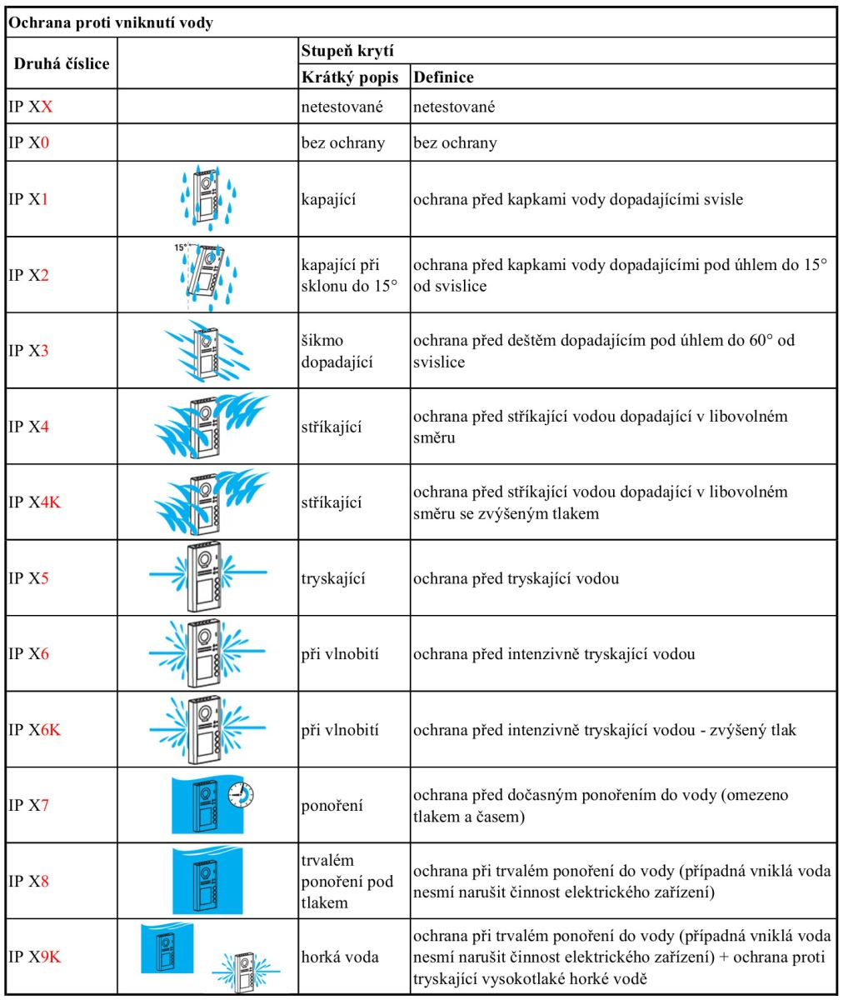 Ochrana proti vniknutí vody
Druhá číslice
Stupeň krytí
Krátký popis
Definice
IP XX
netestované
netestované
IP X0
bez ochrany
bez ochrany
IP X1
kapající
ochrana před kapkami vody dopadajícími svisle
IP X2
15°
kapající při
sklonu do 15°
ochrana před kapkami vody dopadajícími pod úhlem do 15°
od svislice
IP X3
šikmo
dopadající
ochrana před deštěm dopadajícím pod úhlem do 60° od
svislice
IP X4
stříkající
ochrana před stříkající vodou dopadající v libovolném
směru
IP X4K
stříkající
ochrana před stříkající vodou dopadající v libovolném
směru se zvýšeným tlakem
IP X5
tryskající
ochrana před tryskající vodou
IP X6
při vlnobití
ochrana před intenzivně tryskající vodou
IP X6K
při vlnobití
ochrana před intenzivně tryskající vodou - zvýšený tlak
IP X7
ponoření
ochrana před dočasným ponořením do vody (omezeno
tlakem a časem)
IP X8
trvalém
ponoření pod
tlakem
ochrana při trvalém ponoření do vody (případná vniklá voda
nesmí narušit činnost elektrického zařízení)
IP X9K
horká voda
ochrana při trvalém ponoření do vody (případná vniklá voda
nesmí narušit činnost elektrického zařízení) + ochrana proti
tryskající vysokotlaké horké vodě